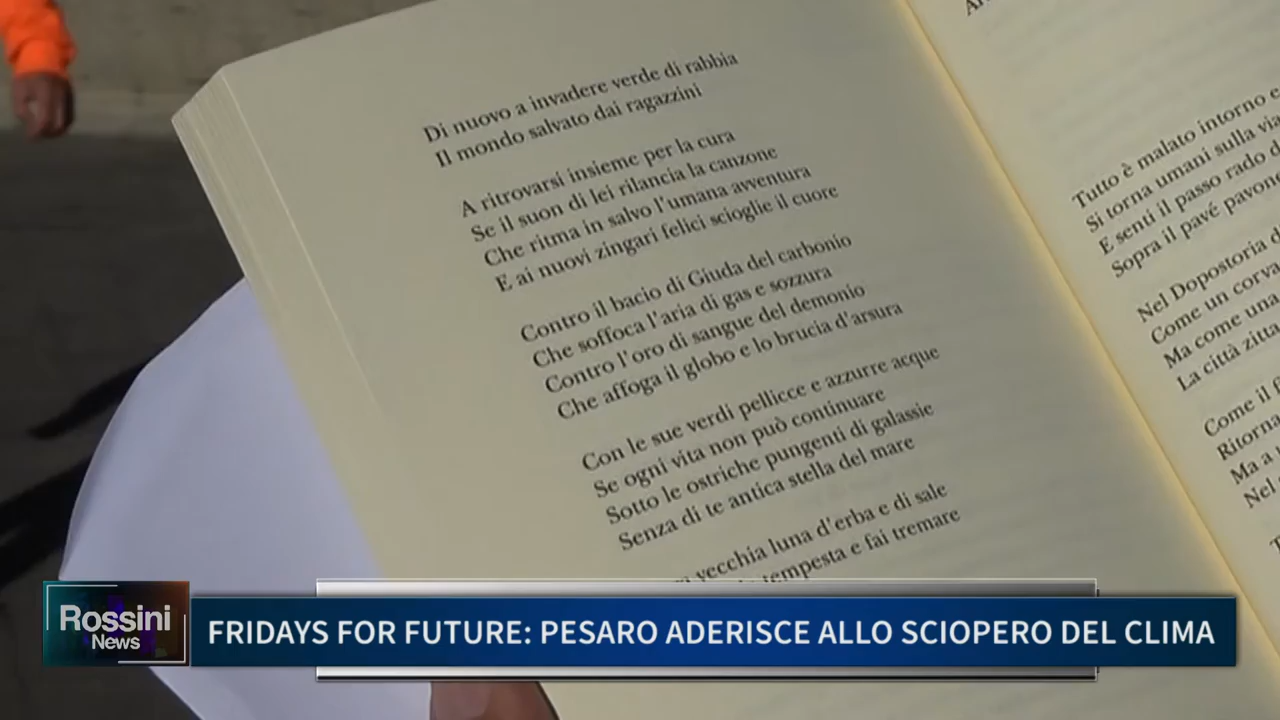 Di nuovo a invadere verde di rabbia
Il mondo salvato dai ragazzini
A ritrovarsi insieme per la cura
Se il suon di lei rilancia la canzone
Che ritma in salvo l'umana avventura
E ai nuovi zingari felici scioglie il cuore
Contro il bacio di Giuda del carbonio
Che soffoca l'aria di gas e sozzura
Contro l'oro di sangue del demonio
Che affoga il globo e lo brucia d'arsura
Con le sue verdi pellicce e azzurre acque
Se ogni vita non può continuare
Sotto le ostriche pungenti di galassie
Senza di te antica stella del mare
vecchia luna d'erba e di sale
tempesta e fai tremare
Tutto è malato intorno e
Si torna umani sulla via
E senti il passo rado d
Sopra il pavé pavon
Nel Dopostoria d
Come un corva
Ma come una
La città zitta
Come il f
Ritorna
Ma a
Nel
Rossini
News
FRIDAYS FOR FUTURE: PESARO ADERISCE ALLO SCIOPERO DEL CLIMA